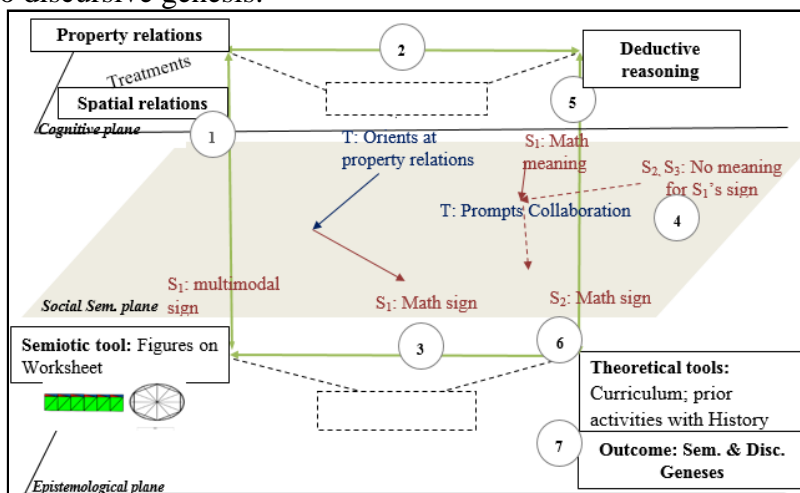 o discursive genesis.
Property relations
2
Deductive
reasoning
Treatments
Spatial relations
5
Cognitive plane
1
T: Orients at
property relations
S1: Math
meaning
S2, S3: No meaning
for S1's sign
T: Prompts Collaboration
4
S1: multimodal
sign
S1: Math sign
S2: Math sign
Social Sem. plane
Semiotic tool: Figures on
Worksheet
3
6
Theoretical tools:
Curriculum; prior
activities with History
7
Outcome: Sem. & Disc.
Geneses
Epistemological plane